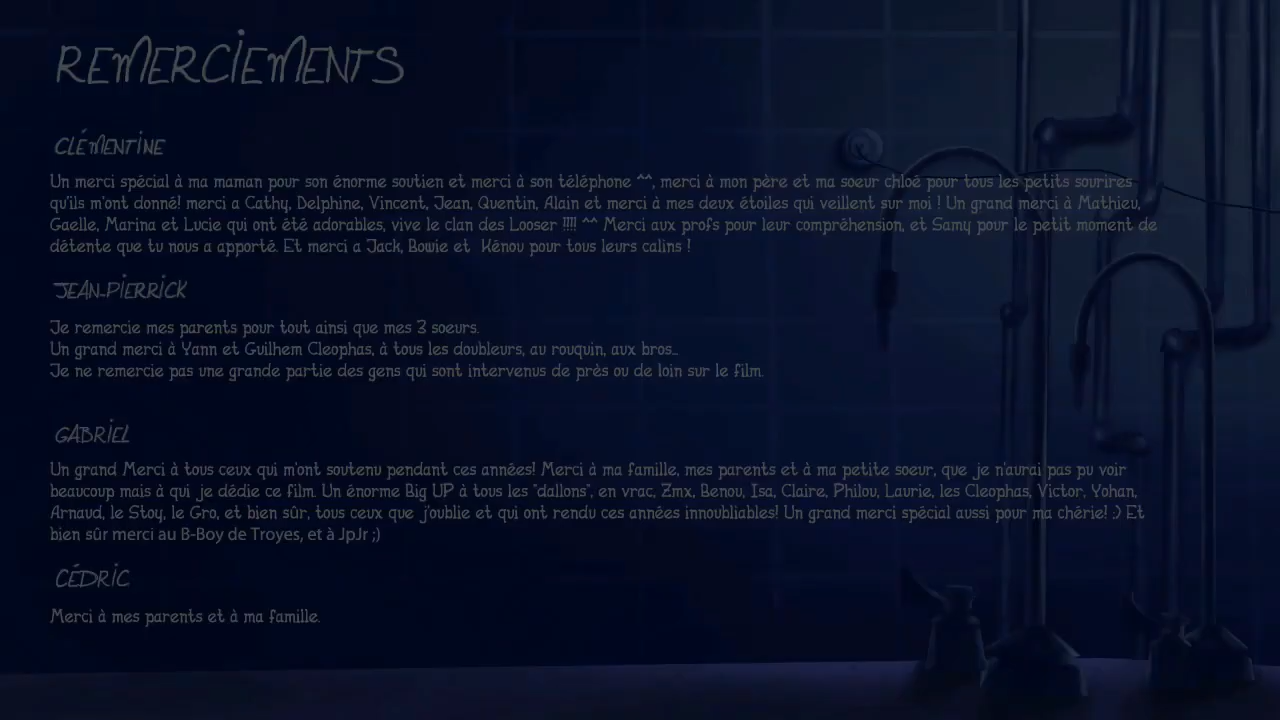 REMERCIEMENTS
CLÉMENTINE
Un merci spécial à ma maman pour son énorme soutien et merci à son téléphone ^^, merci à mon père et ma soeur chloé pour tous les petits sourires
qu'ils m'ont donné! merci a Cathy, Delphine, Vincent, Jean, Quentin, Alain et merci à mes deux étoiles qui veillent sur moi ! Un grand merci à Mathieu,
Gaelle, Marina et Lucie qui ont été adorables, vive le clan des Looser !!!! ^^ Merci aux profs pour leur compréhension, et Samy pour le petit moment de
détente que tu nous a apporté. Et merci a Jack, Bowie et Kénou pour tous leurs calins !
JEAN-PIERRICK
Je remercie mes parents pour tout ainsi que mes 3 soeurs.
Un grand merci à Yann et Guilhem Cleophas, à tous les doubleurs, au rouquin, aux bros...
Je ne remercie pas une grande partie des gens qui sont intervenus de près ou de loin sur le film.
GABRIEL
Un grand Merci à tous ceux qui m'ont soutenu pendant ces années! Merci à ma famille, mes parents et à ma petite soeur, que je n'aurai pas pu voir
beaucoup mais à qui je dédie ce film. Un énorme Big UP à tous les "dallons", en vrac, Zmx, Benou, Isa, Claire, Philou, Laurie, les Cleophas, Victor, Yohan,
Arnaud, le Stoy, le Gro, et bien sûr, tous ceux que j'oublie et qui ont rendu ces années innoubliables! Un grand merci spécial aussi pour ma chérie! :) Et
bien sûr merci au B-Boy de Troyes, et à JpJr ;)
CÉDRIC
Merci à mes parents et à ma famille.